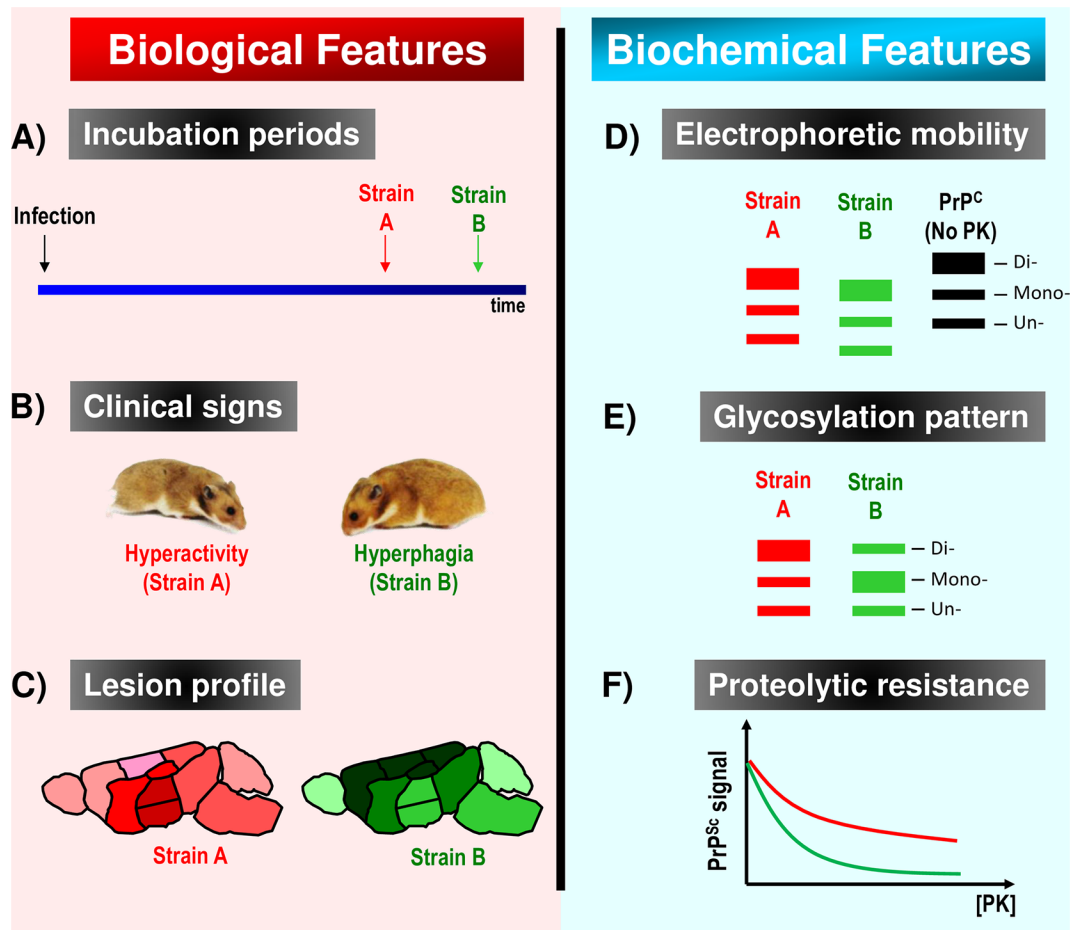 Biological Features
A) Incubation periods
Infection
Strain
A
Strain
B
time
B) Clinical signs
Hyperactivity
(Strain A)
Hyperphagia
(Strain B)
C) Lesion profile
Strain A
Strain B
Biochemical Features
D) Electrophoretic mobility
Strain
A
Strain
B
PrPC
(No PK)
Di-
Mono-
Un-
E) Glycosylation pattern
Strain
A
Strain
B
Di-
Mono-
Un-
F) Proteolytic resistance
PrPSc signal
[PK]